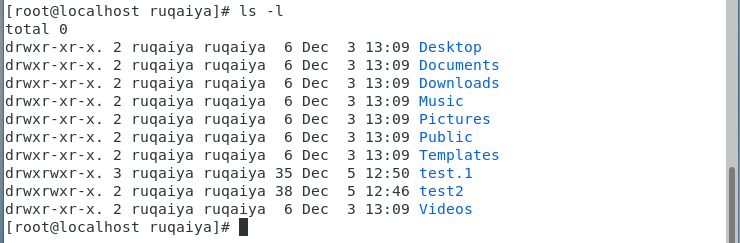 [root@localhost ruqaiya]# ls -l
total 0
drwxr-xr-x. 2 ruqaiya ruqaiya  6 Dec  3 13:09 Desktop
drwxr-xr-x. 2 ruqaiya ruqaiya  6 Dec  3 13:09 Documents
drwxr-xr-x. 2 ruqaiya ruqaiya  6 Dec  3 13:09 Downloads
drwxr-xr-x. 2 ruqaiya ruqaiya  6 Dec  3 13:09 Music
drwxr-xr-x. 2 ruqaiya ruqaiya  6 Dec  3 13:09 Pictures
drwxr-xr-x. 2 ruqaiya ruqaiya  6 Dec  3 13:09 Public
drwxr-xr-x. 2 ruqaiya ruqaiya  6 Dec  3 13:09 Templates
drwxrwxr-x. 3 ruqaiya ruqaiya 35 Dec  5 12:50 test.1
drwxrwxr-x. 2 ruqaiya ruqaiya 38 Dec  5 12:46 test2
drwxr-xr-x. 2 ruqaiya ruqaiya  6 Dec  3 13:09 Videos
[root@localhost ruqaiya]#